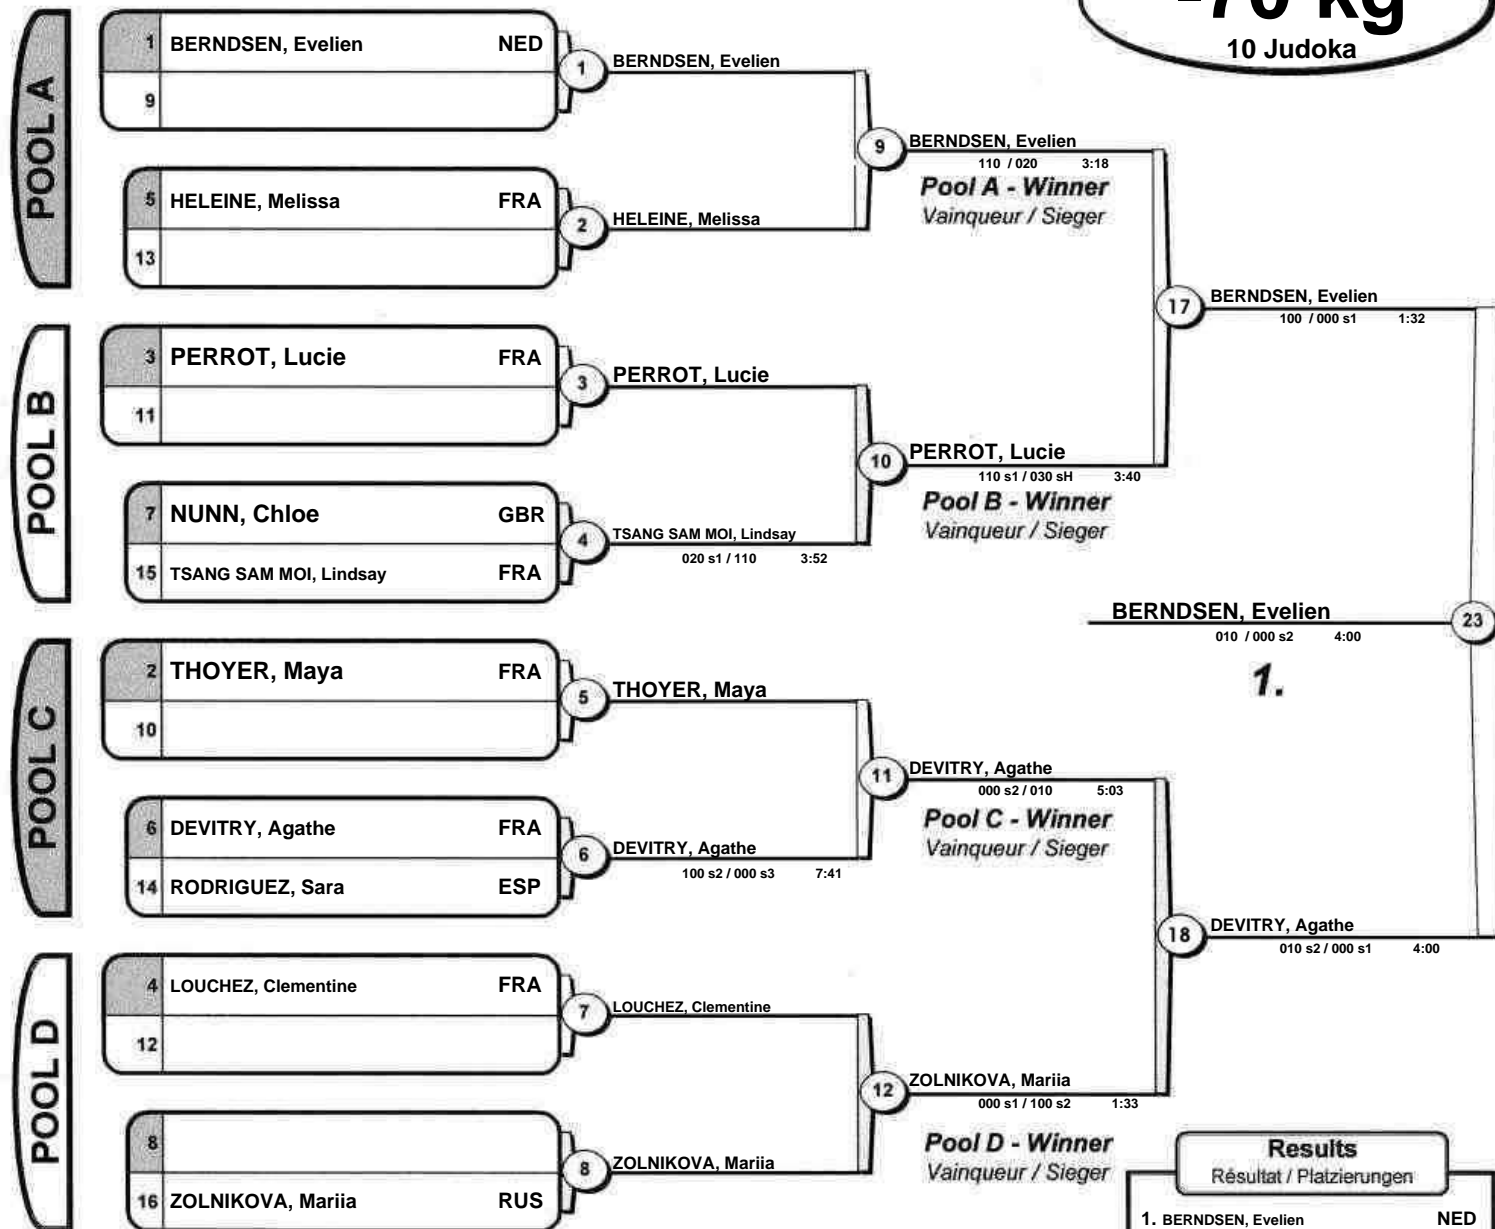 -70 kg
10 Judoka
POOL A
1 BERNDSEN, Evelien NED
9
1 BERNDSEN, Evelien
5 HELEINE, Melissa FRA
13
2 HELEINE, Melissa
9 BERNDSEN, Evelien
110 / 020 3:18
Pool A - Winner
Vainqueur / Sieger
POOL B
3 PERROT, Lucie FRA
11
3 PERROT, Lucie
7 NUNN, Chloe GBR
15 TSANG SAM MOI, Lindsay FRA
4 TSANG SAM MOI, Lindsay
020 s1 / 110 3:52
10 PERROT, Lucie
110 s1 / 030 sH 3:40
Pool B - Winner
Vainqueur / Sieger
17 BERNDSEN, Evelien
100 / 000 s1 1:32
BERNDSEN, Evelien 23
010 / 000 s2 4:00
1.
POOL C
2 THOYER, Maya FRA
10
5 THOYER, Maya
6 DEVITRY, Agathe FRA
14 RODRIGUEZ, Sara ESP
6 DEVITRY, Agathe
100 s2 / 000 s3 7:41
11 DEVITRY, Agathe
000 s2 / 010 5:03
Pool C - Winner
Vainqueur / Sieger
POOL D
4 LOUCHEZ, Clementine FRA
12
7 LOUCHEZ, Clementine
8
16 ZOLNIKOVA, Mariia RUS
8 ZOLNIKOVA, Mariia
12 ZOLNIKOVA, Mariia
000 s1 / 100 s2 1:33
Pool D - Winner
Vainqueur / Sieger
18 DEVITRY, Agathe
010 s2 / 000 s1 4:00
Results
Résultat / Platzierungen
1. BERNDSEN, Evelien NED